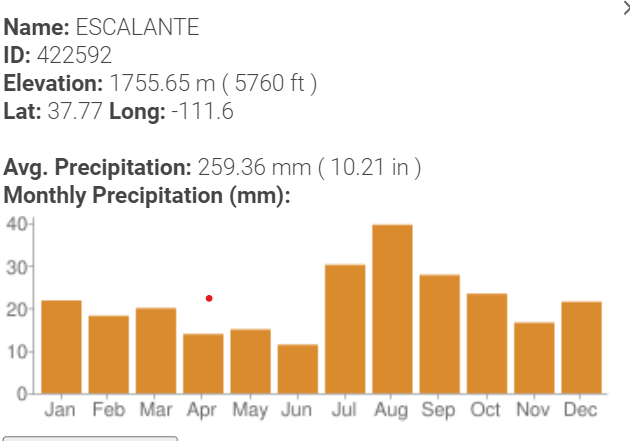 Name: ESCALANTE
ID: 422592
Elevation: 1755.65 m ( 5760 ft )
Lat: 37.77 Long: -111.6
Avg. Precipitation: 259.36 mm ( 10.21 in )
Monthly Precipitation (mm):
40
30
20
10
0
Jan Feb Mar Apr May Jun Jul Aug Sep Oct Nov Dec